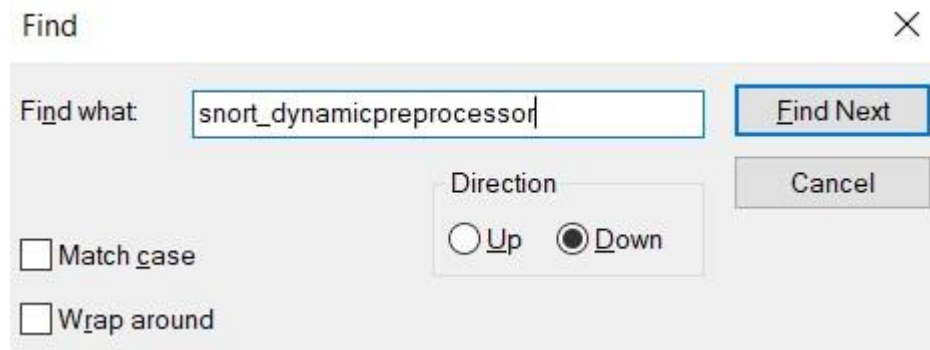 Find
Find what:
snort_dynamicpreprocessor
Find Next
Direction
Cancel
Up
Down
Match case
Wrap around